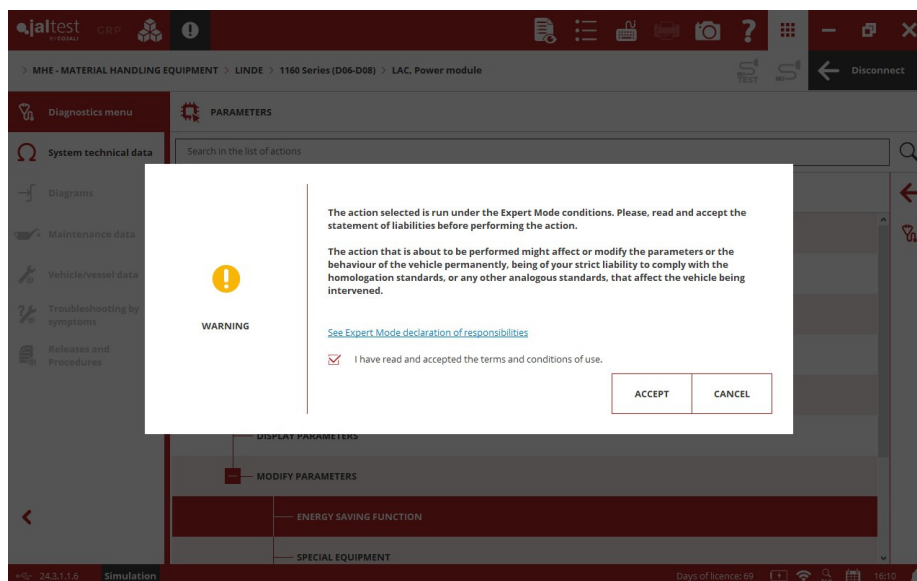 jaltest GRP
BY COJALI
> MHE - MATERIAL HANDLING EQUIPMENT > LINDE > 1160 Series (D06-D08) > LAC, Power module
TEST
Disconnect
Diagnostics menu
PARAMETERS
System technical data
Search in the list of actions
Diagrams
Maintenance data
Vehicle/vessel data
Troubleshooting by
symptoms
Releases and
Procedures
WARNING
The action selected is run under the Expert Mode conditions. Please, read and accept the
statement of liabilities before performing the action.
The action that is about to be performed might affect or modify the parameters or the
behaviour of the vehicle permanently, being of your strict liability to comply with the
homologation standards, or any other analogous standards, that affect the vehicle being
intervened.
See Expert Mode declaration of responsibilities
I have read and accepted the terms and conditions of use.
ACCEPT
CANCEL
DISPLAY PARAMETERS
MODIFY PARAMETERS
ENERGY SAVING FUNCTION
SPECIAL EQUIPMENT
24.3.1.1.6
Simulation
Days of licence: 69
16:10